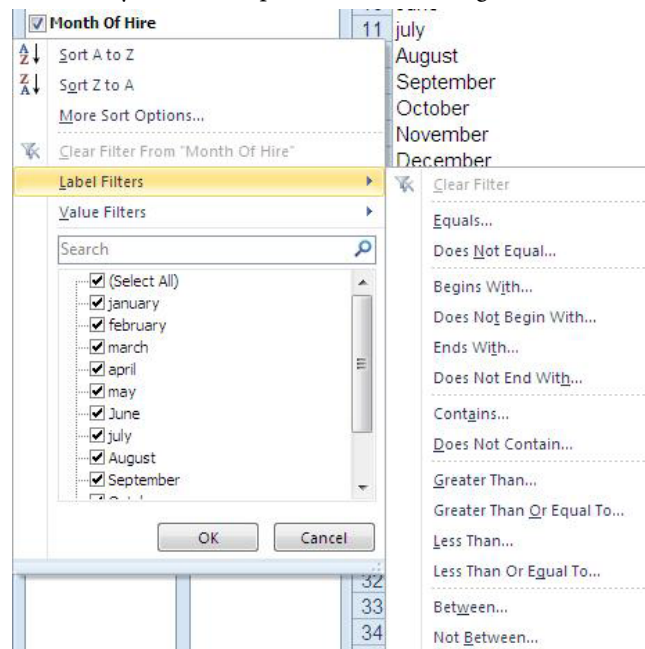 Month Of Hire
Sort A to Z
Sort Z to A
More Sort Options...
Clear Filter From "Month Of Hire"
Label Filters
Value Filters
Search
(Select All)
january
february
march
april
may
June
july
August
September
OK
Cancel
11 july
August
September
October
November
December
Clear Filter
Equals...
Does Not Equal...
Begins With...
Does Not Begin With...
Ends With...
Does Not End With...
Contains...
Does Not Contain...
Greater Than...
Greater Than Or Equal To...
Less Than...
Less Than Or Equal To...
Between...
Not Between...
32
33
34